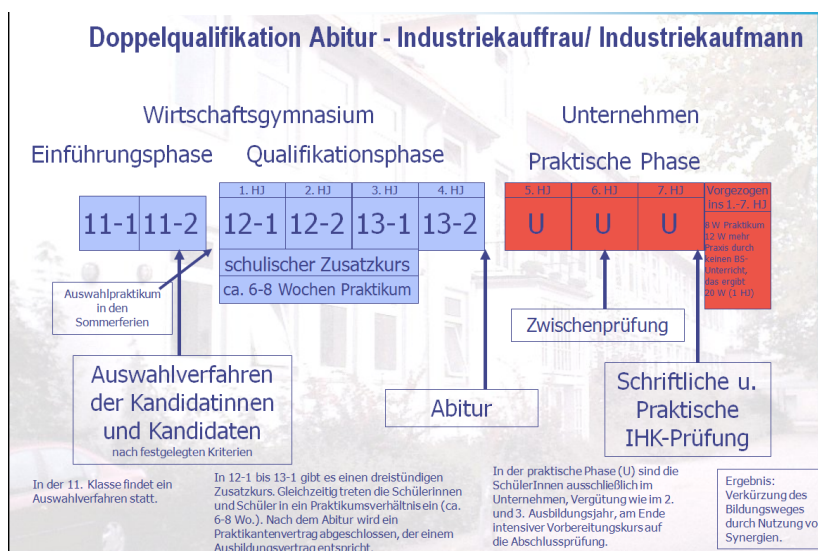 Doppelqualifikation Abitur - Industriekauffrau/ Industriekaufmann
Wirtschaftsgymnasium
Unternehmen
Einführungsphase
Qualifikationsphase
Praktische Phase
1. HJ
2. HJ
3. HJ
4. HJ
5. HJ
6. HJ
7. HJ
Vorgezogen
ins 1.-7. HJ
11-1
11-2
12-1
12-2
13-1
13-2
U
U
U
8 W Praktikum
12 W mehr
Praxis durch
keinen BS-
Unterricht,
das ergibt
20 W (1 HJ)
schulischer Zusatzkurs
ca. 6-8 Wochen Praktikum
Auswahlpraktikum
in den
Sommerferien
Zwischenprüfung
Auswahlverfahren
der Kandidatinnen
und Kandidaten
nach festgelegten Kriterien
Abitur
Schriftliche u.
Praktische
IHK-Prüfung
In der 11. Klasse findet ein
Auswahlverfahren statt.
In 12-1 bis 13-1 gibt es einen dreistündigen
Zusatzkurs. Gleichzeitig treten die Schülerinnen
und Schüler in ein Praktikumsverhältnis ein (ca.
6-8 Wo.). Nach dem Abitur wird ein
Praktikantenvertrag abgeschlossen, der einem
Ausbildungsvertrag entspricht.
In der praktische Phase (U) sind die
SchülerInnen ausschließlich im
Unternehmen, Vergütung wie im 2.
und 3. Ausbildungsjahr, am Ende
intensiver Vorbereitungskurs auf
die Abschlussprüfung.
Ergebnis:
Verkürzung des
Bildungsweges
durch Nutzung vo
Synergien.